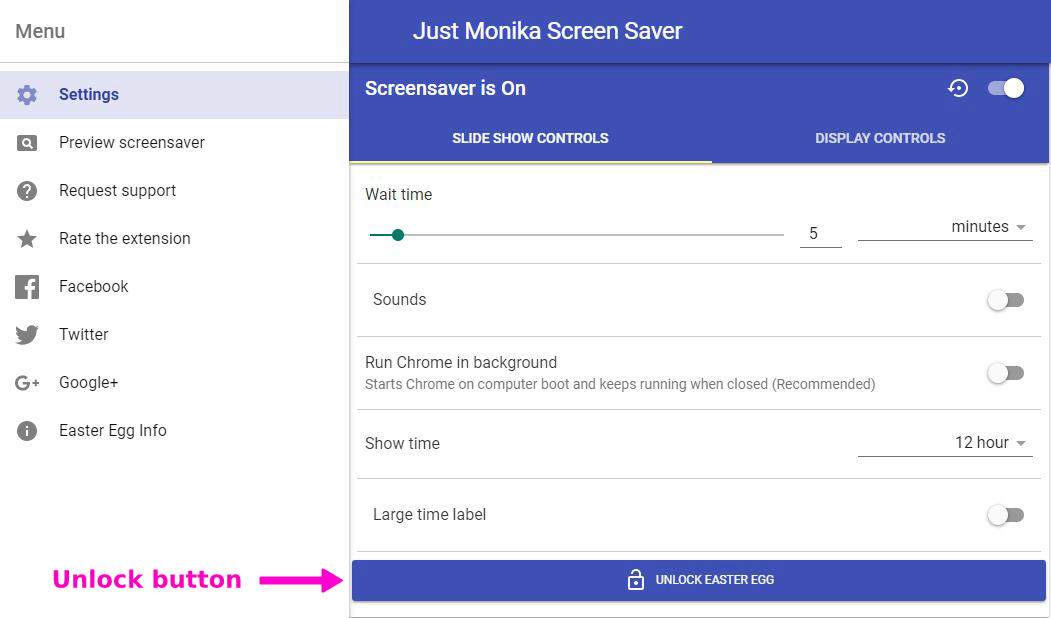 Menu
Settings
Preview screensaver
Request support
Rate the extension
Facebook
Twitter
Google+
Easter Egg Info
Just Monika Screen Saver
Screensaver is On
SLIDE SHOW CONTROLS
DISPLAY CONTROLS
Wait time
5
minutes
Sounds
Run Chrome in background
Starts Chrome on computer boot and keeps running when closed (Recommended)
Show time
12 hour
Large time label
Unlock button
UNLOCK EASTER EGG